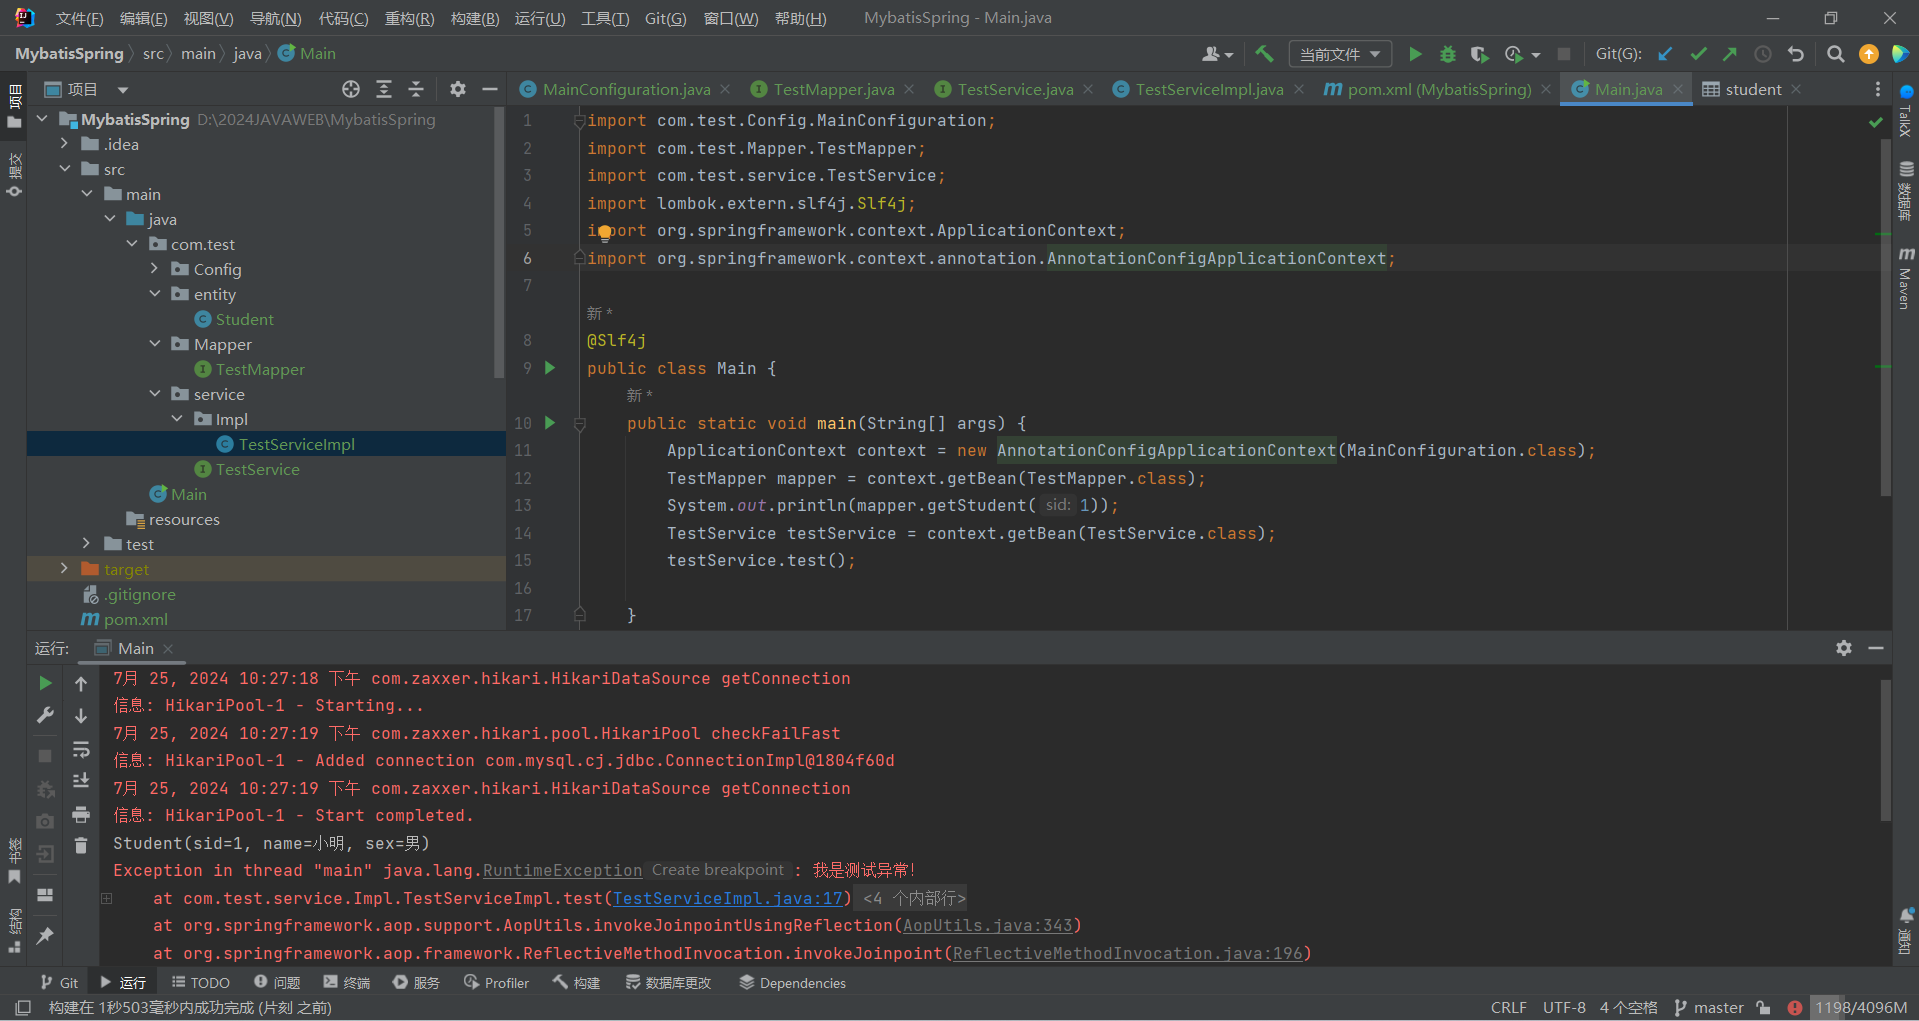 文件(F) 编辑(E) 视图(V) 导航(N) 代码(C) 重构(R) 构建(B) 运行(U) 工具(T) Git(G) 窗口(W) 帮助(H) MybatisSpring - Main.java
MybatisSpring src main java Main 当前文件 Git(G):
项目 MainConfiguration.java TestMapper.java TestService.java TestServiceImpl.java pom.xml (MybatisSpring) Main.java student
项目
提交
书签
结构
MybatisSpring D:\2024JAVAWEB\MybatisSpring
.idea
src
main
java
com.test
Config
entity
Student
Mapper
TestMapper
service
Impl
TestServiceImpl
TestService
Main
resources
test
target
.gitignore
pom.xml
1 import com.test.Config.MainConfiguration;
2 import com.test.Mapper.TestMapper;
3 import com.test.service.TestService;
4 import lombok.extern.slf4j.Slf4j;
5 import org.springframework.context.ApplicationContext;
6 import org.springframework.context.annotation.AnnotationConfigApplicationContext;
7
新 *
8 @Slf4j
9 public class Main {
新 *
10 public static void main(String[] args) {
11 ApplicationContext context = new AnnotationConfigApplicationContext(MainConfiguration.class);
12 TestMapper mapper = context.getBean(TestMapper.class);
13 System.out.println(mapper.getStudent( sid: 1));
14 TestService testService = context.getBean(TestService.class);
15 testService.test();
16
17 }
TalkX
数据库
Maven
通知
运行: Main
7月 25, 2024 10:27:18 下午 com.zaxxer.hikari.HikariDataSource getConnection
信息: HikariPool-1 - Starting...
7月 25, 2024 10:27:19 下午 com.zaxxer.hikari.pool.HikariPool checkFailFast
信息: HikariPool-1 - Added connection com.mysql.cj.jdbc.ConnectionImpl@1804f60d
7月 25, 2024 10:27:19 下午 com.zaxxer.hikari.HikariDataSource getConnection
信息: HikariPool-1 - Start completed.
Student(sid=1, name=小明, sex=男)
Exception in thread "main" java.lang.RuntimeException Create breakpoint : 我是测试异常!
at com.test.service.Impl.TestServiceImpl.test(TestServiceImpl.java:17) <4 个内部行>
at org.springframework.aop.support.AopUtils.invokeJoinpointUsingReflection(AopUtils.java:343)
at org.springframework.aop.framework.ReflectiveMethodInvocation.invokeJoinpoint(ReflectiveMethodInvocation.java:196)
Git 运行 TODO 问题 终端 服务 Profiler 构建 数据库更改 Dependencies
构建在 1秒503毫秒内成功完成 (片刻 之前) CRLF UTF-8 4 个空格 master 1198/4096M